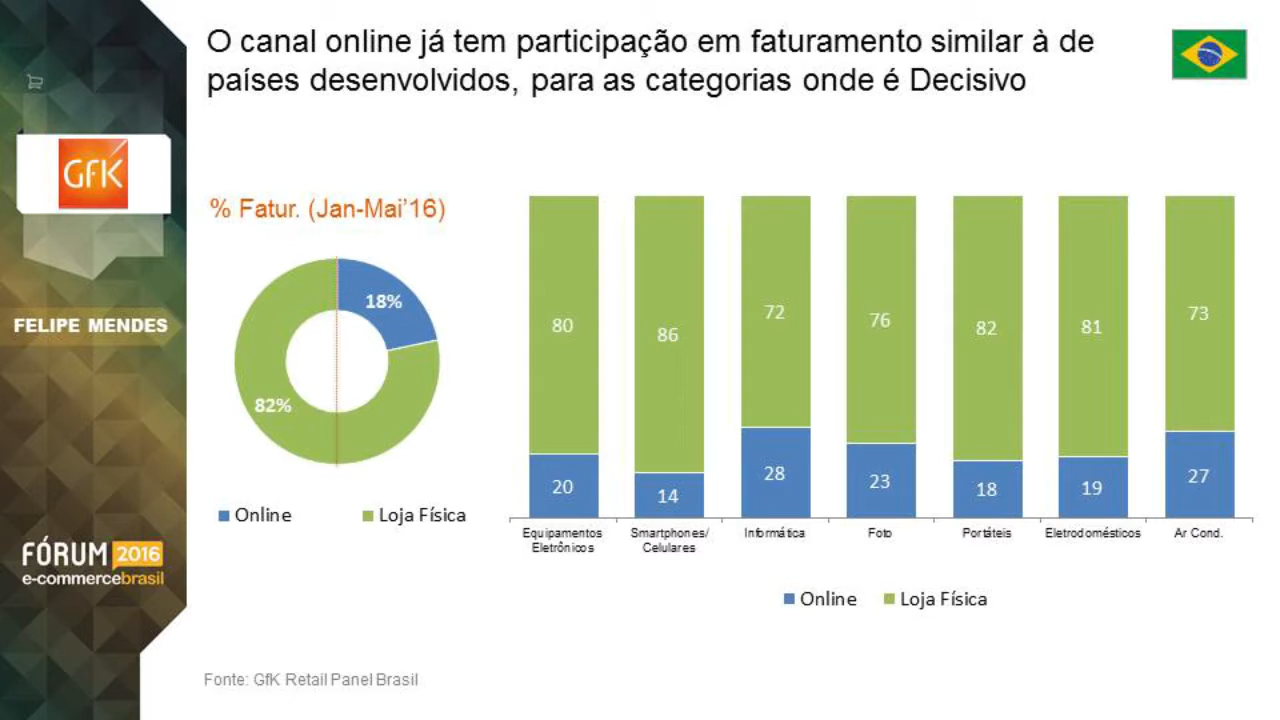 O canal online já tem participação em faturamento similar à de
países desenvolvidos, para as categorias onde é Decisivo
GfK
FELIPE MENDES
FÓRUM 2016
e-commercebrasil
% Fatur. (Jan-Mai'16)
18%
82%
Online
Loja Física
80
86
72
76
82
81
73
20
14
28
23
18
19
27
Equipamentos
Eletrônicos
Smartphones/
Celulares
Informática
Foto
Portáteis
Eletrodomésticos
Ar Cond.
Online
Loja Física
Fonte: GfK Retail Panel Brasil